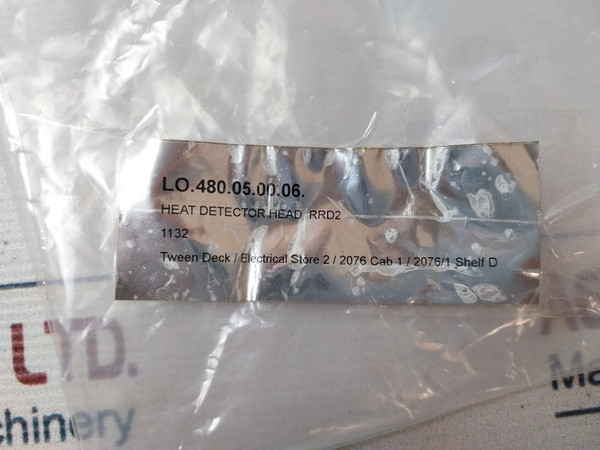 LO.480.05.00.06.
HEAT DETECTOR HEAD RRD2
1132
Tween Deck / Electrical Store 2 / 2076 Cab 1 / 2076/1 Shelf D
LTD.